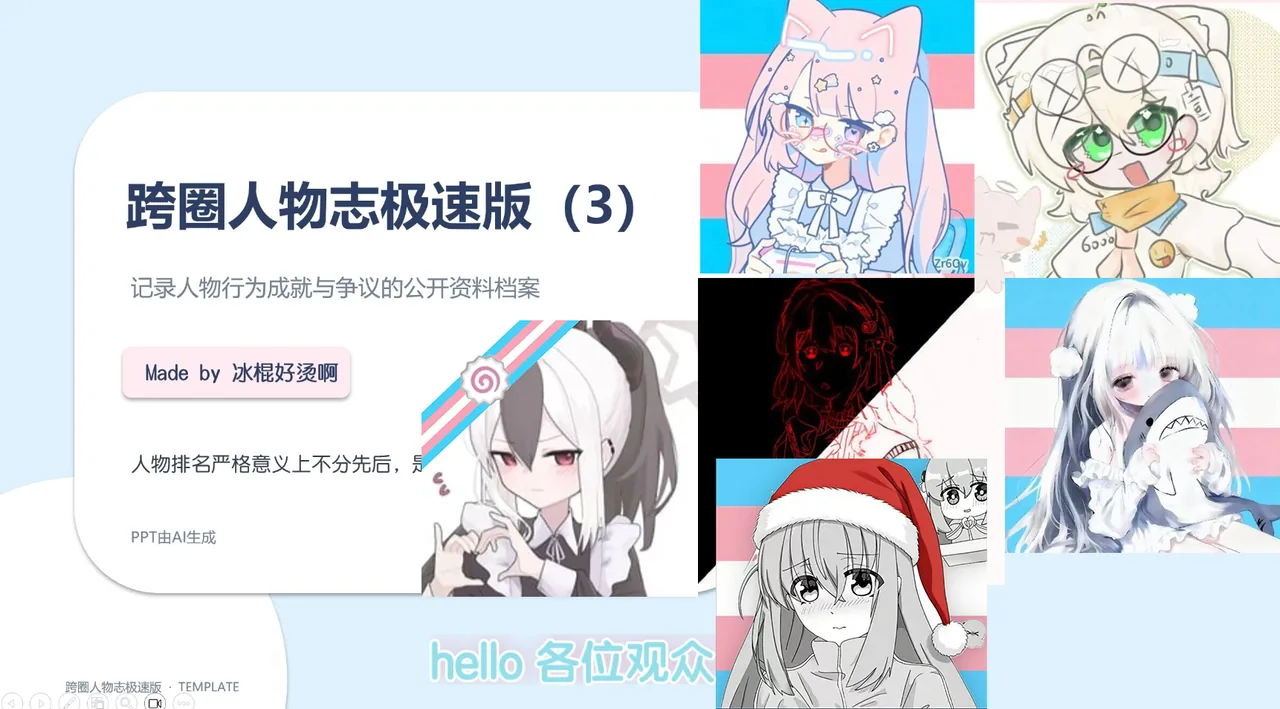 跨圈人物志极速版（3）
记录人物行为成就与争议的公开资料档案
Made by 冰棍好烫啊
人物排名严格意义上不分先后，是
PPT由AI生成
hello 各位观众
跨圈人物志极速版 · TEMPLATE
Zr6Oy